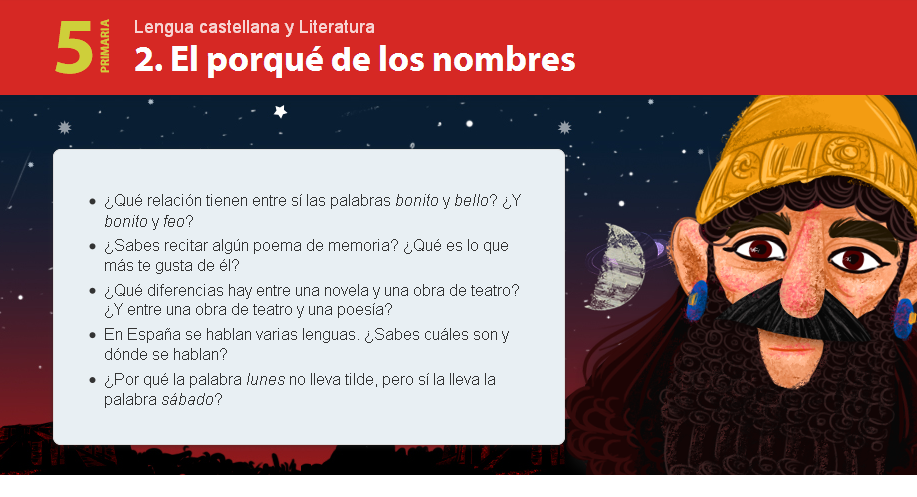 5
PRIMARIA
Lengua castellana y Literatura
2. El porqué de los nombres
• ¿Qué relación tienen entre sí las palabras bonito y bello? ¿Y
bonito y feo?
• ¿Sabes recitar algún poema de memoria? ¿Qué es lo que
más te gusta de él?
• ¿Qué diferencias hay entre una novela y una obra de teatro?
¿Y entre una obra de teatro y una poesía?
• En España se hablan varias lenguas. ¿Sabes cuáles son y
dónde se hablan?
• ¿Por qué la palabra lunes no lleva tilde, pero sí la lleva la
palabra sábado?